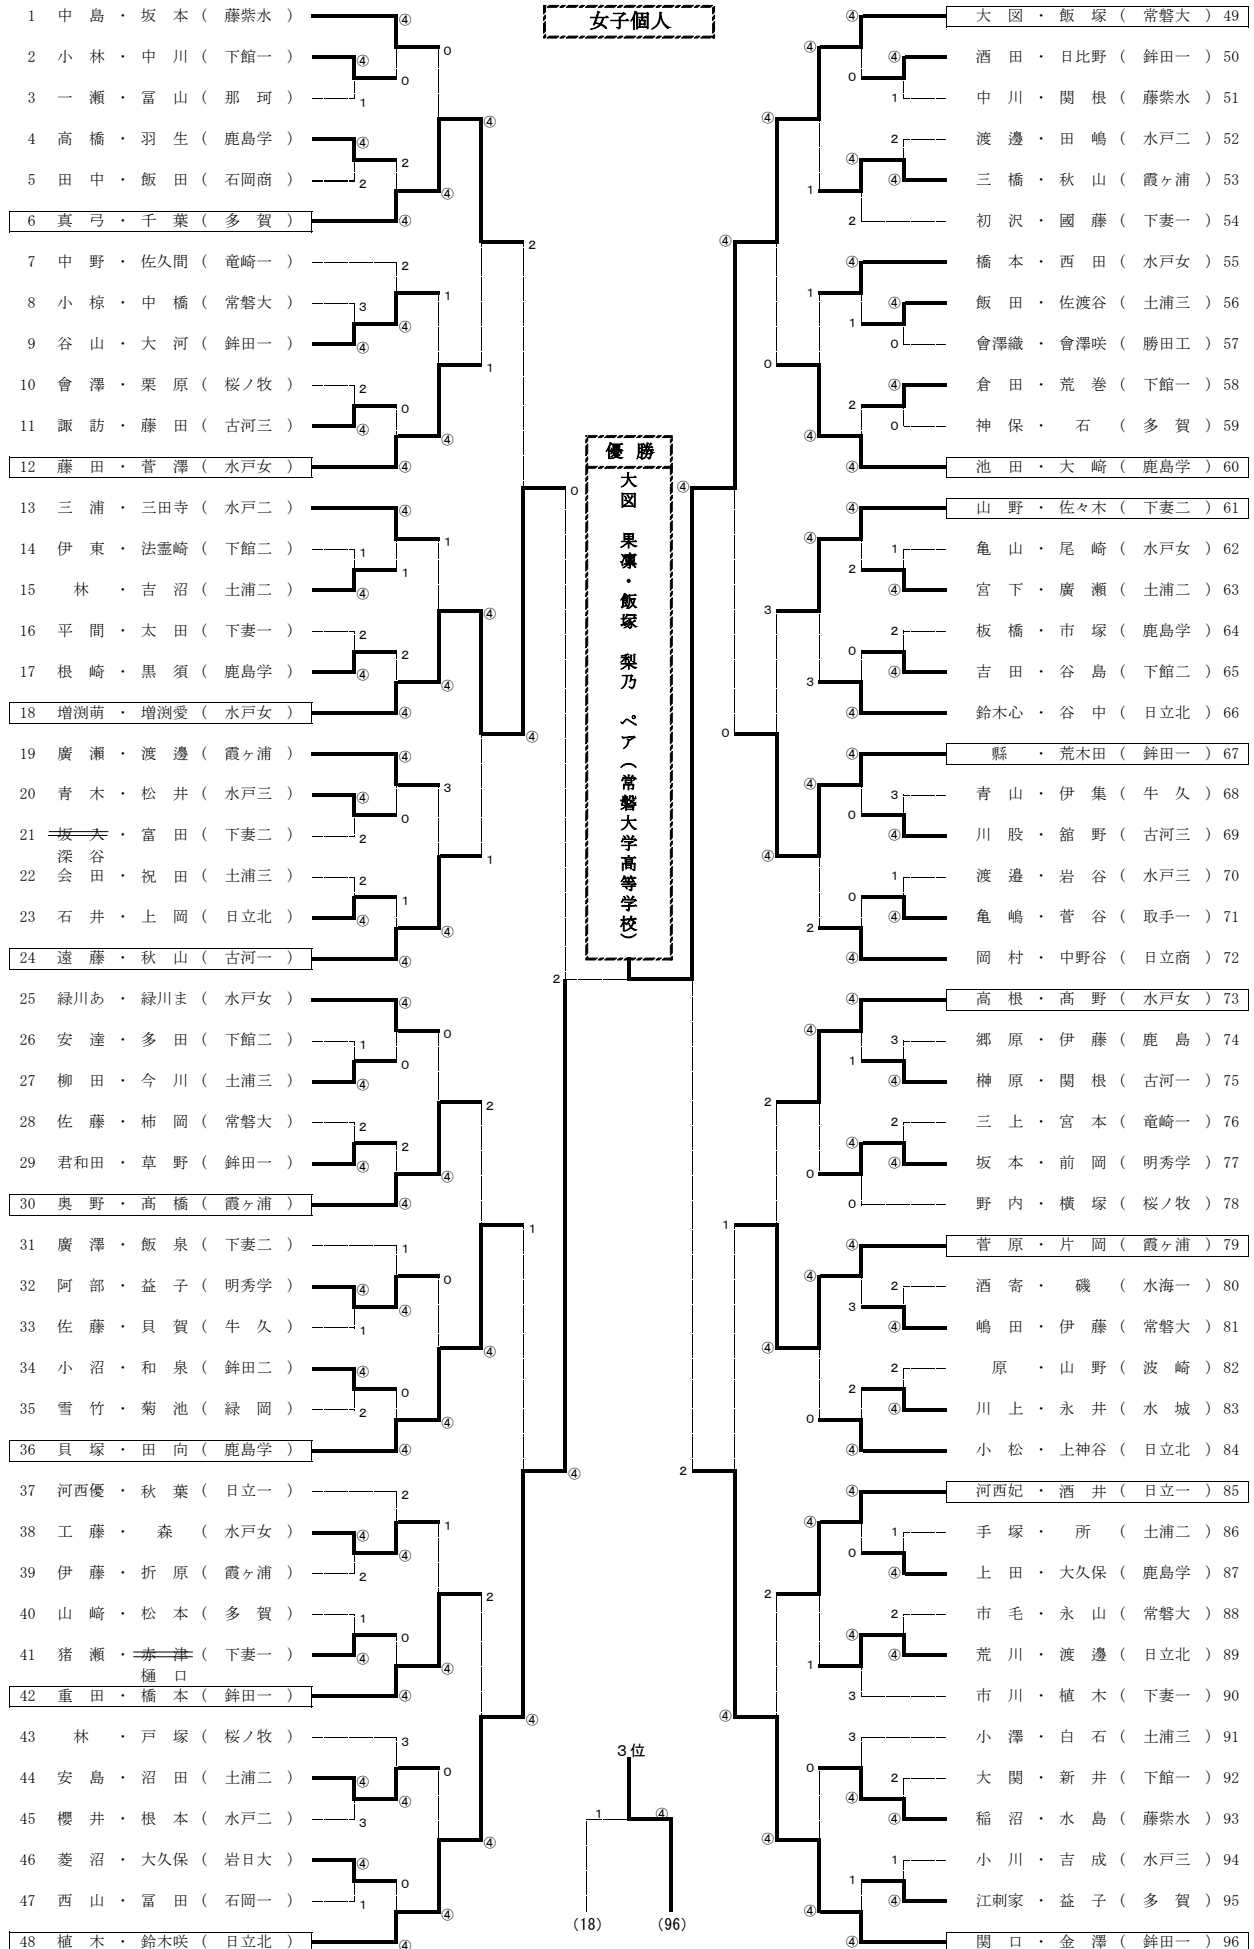 女子個人
1 中 島 ・ 坂 本 （ 藤紫水 ）
2 小 林 ・ 中 川 （ 下館一 ）
3 一 瀬 ・ 冨 山 （ 那 珂 ）
4 高 橋 ・ 羽 生 （ 鹿島学 ）
5 田 中 ・ 飯 田 （ 石岡商 ）
6 真 弓 ・ 千 葉 （ 多 賀 ）
7 中 野 ・ 佐久間 （ 竜崎一 ）
8 小 椋 ・ 中 橋 （ 常磐大 ）
9 谷 山 ・ 大 河 （ 鉾田一 ）
10 會 澤 ・ 栗 原 （ 桜ノ牧 ）
11 諏 訪 ・ 藤 田 （ 古河三 ）
12 藤 田 ・ 菅 澤 （ 水戸女 ）
13 三 浦 ・ 三田寺 （ 水戸二 ）
14 伊 東 ・ 法霊崎 （ 下館二 ）
15 林 ・ 吉 沼 （ 土浦二 ）
16 平 間 ・ 太 田 （ 下妻一 ）
17 根 崎 ・ 黒 須 （ 鹿島学 ）
18 増渕萌 ・ 増渕愛 （ 水戸女 ）
19 廣 瀬 ・ 渡 邊 （ 霞ヶ浦 ）
20 青 木 ・ 松 井 （ 水戸三 ）
21 坂 入 ・ 富 田 （ 下妻二 ）
深 谷
22 会 田 ・ 祝 田 （ 土浦三 ）
23 石 井 ・ 上 岡 （ 日立北 ）
24 遠 藤 ・ 秋 山 （ 古河一 ）
25 緑川あ ・ 緑川ま （ 水戸女 ）
26 安 達 ・ 多 田 （ 下館二 ）
27 柳 田 ・ 今 川 （ 土浦三 ）
28 佐 藤 ・ 柿 岡 （ 常磐大 ）
29 君和田 ・ 草 野 （ 鉾田一 ）
30 奥 野 ・ 髙 橋 （ 霞ヶ浦 ）
31 廣 澤 ・ 飯 泉 （ 下妻二 ）
32 阿 部 ・ 益 子 （ 明秀学 ）
33 佐 藤 ・ 貝 賀 （ 牛 久 ）
34 小 沼 ・ 和 泉 （ 鉾田二 ）
35 雪 竹 ・ 菊 池 （ 緑 岡 ）
36 貝 塚 ・ 田 向 （ 鹿島学 ）
37 河西優 ・ 秋 葉 （ 日立一 ）
38 工 藤 ・ 森 （ 水戸女 ）
39 伊 藤 ・ 折 原 （ 霞ヶ浦 ）
40 山 﨑 ・ 松 本 （ 多 賀 ）
41 猪 瀬 ・ 赤 津 （ 下妻一 ）
樋 口
42 重 田 ・ 橋 本 （ 鉾田一 ）
43 林 ・ 戸 塚 （ 桜ノ牧 ）
44 安 島 ・ 沼 田 （ 土浦二 ）
45 櫻 井 ・ 根 本 （ 水戸二 ）
46 菱 沼 ・ 大久保 （ 岩日大 ）
47 西 山 ・ 冨 田 （ 石岡一 ）
48 植 木 ・ 鈴木咲 （ 日立北 ）
優 勝
大図 果凛・飯塚 梨乃 ペア（常磐大学高等学校）
3位
1 ④
(18) (96)
大 図 ・ 飯 塚 （ 常磐大 ） 49
酒 田 ・ 日比野 （ 鉾田一 ） 50
中 川 ・ 関 根 （ 藤紫水 ） 51
渡 邊 ・ 田 嶋 （ 水戸二 ） 52
三 橋 ・ 秋 山 （ 霞ヶ浦 ） 53
初 沢 ・ 國 藤 （ 下妻一 ） 54
橋 本 ・ 西 田 （ 水戸女 ） 55
飯 田 ・ 佐渡谷 （ 土浦三 ） 56
會澤織 ・ 會澤咲 （ 勝田工 ） 57
倉 田 ・ 荒 巻 （ 下館一 ） 58
神 保 ・ 石 （ 多 賀 ） 59
池 田 ・ 大 﨑 （ 鹿島学 ） 60
山 野 ・ 佐々木 （ 下妻二 ） 61
亀 山 ・ 尾 崎 （ 水戸女 ） 62
宮 下 ・ 廣 瀬 （ 土浦二 ） 63
板 橋 ・ 市 塚 （ 鹿島学 ） 64
吉 田 ・ 谷 島 （ 下館二 ） 65
鈴木心 ・ 谷 中 （ 日立北 ） 66
縣 ・ 荒木田 （ 鉾田一 ） 67
青 山 ・ 伊 集 （ 牛 久 ） 68
川 股 ・ 舘 野 （ 古河三 ） 69
渡 邉 ・ 岩 谷 （ 水戸三 ） 70
亀 嶋 ・ 菅 谷 （ 取手一 ） 71
岡 村 ・ 中野谷 （ 日立商 ） 72
高 根 ・ 髙 野 （ 水戸女 ） 73
郷 原 ・ 伊 藤 （ 鹿 島 ） 74
榊 原 ・ 関 根 （ 古河一 ） 75
三 上 ・ 宮 本 （ 竜崎一 ） 76
坂 本 ・ 前 岡 （ 明秀学 ） 77
野 内 ・ 横 塚 （ 桜ノ牧 ） 78
菅 原 ・ 片 岡 （ 霞ヶ浦 ） 79
酒 寄 ・ 磯 （ 水海一 ） 80
嶋 田 ・ 伊 藤 （ 常磐大 ） 81
原 ・ 山 野 （ 波 崎 ） 82
川 上 ・ 永 井 （ 水 城 ） 83
小 松 ・ 上神谷 （ 日立北 ） 84
河西妃 ・ 酒 井 （ 日立一 ） 85
手 塚 ・ 所 （ 土浦二 ） 86
上 田 ・ 大久保 （ 鹿島学 ） 87
市 毛 ・ 永 山 （ 常磐大 ） 88
荒 川 ・ 渡 邊 （ 日立北 ） 89
市 川 ・ 植 木 （ 下妻一 ） 90
小 澤 ・ 白 石 （ 土浦三 ） 91
大 関 ・ 新 井 （ 下館一 ） 92
稲 沼 ・ 水 島 （ 藤紫水 ） 93
小 川 ・ 吉 成 （ 水戸三 ） 94
江刺家 ・ 益 子 （ 多 賀 ） 95
関 口 ・ 金 澤 （ 鉾田一 ） 96